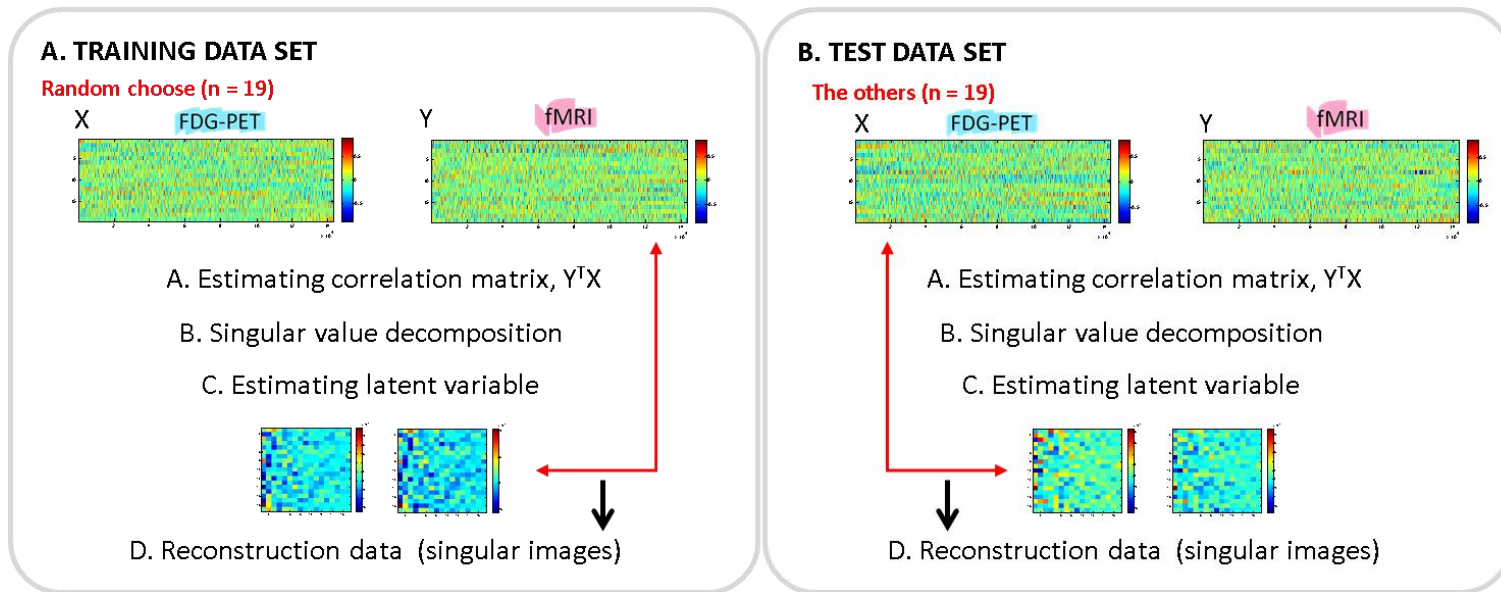 A. TRAINING DATA SET
Random choose (n = 19)
X
FDG-PET
Y
fMRI
A. Estimating correlation matrix, YᵀX
B. Singular value decomposition
C. Estimating latent variable
D. Reconstruction data (singular images)
B. TEST DATA SET
The others (n = 19)
X
FDG-PET
Y
fMRI
A. Estimating correlation matrix, YᵀX
B. Singular value decomposition
C. Estimating latent variable
D. Reconstruction data (singular images)